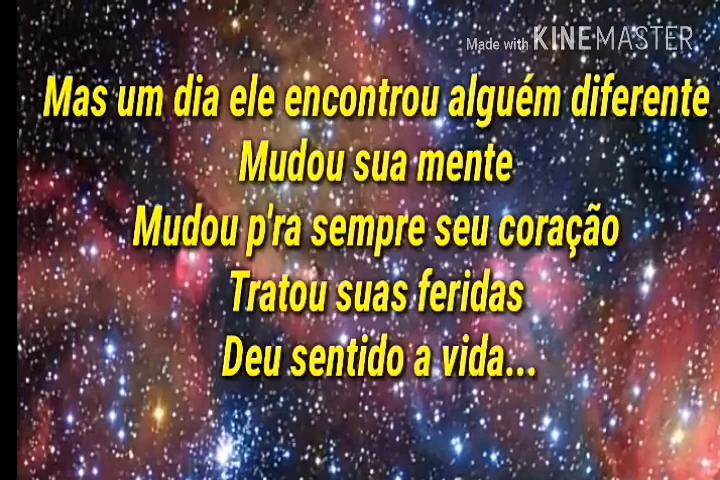 Made with KINEMASTER
Mas um dia ele encontrou alguém diferente
Mudou sua mente
Mudou p'ra sempre seu coração
Tratou suas feridas
Deu sentido a vida...